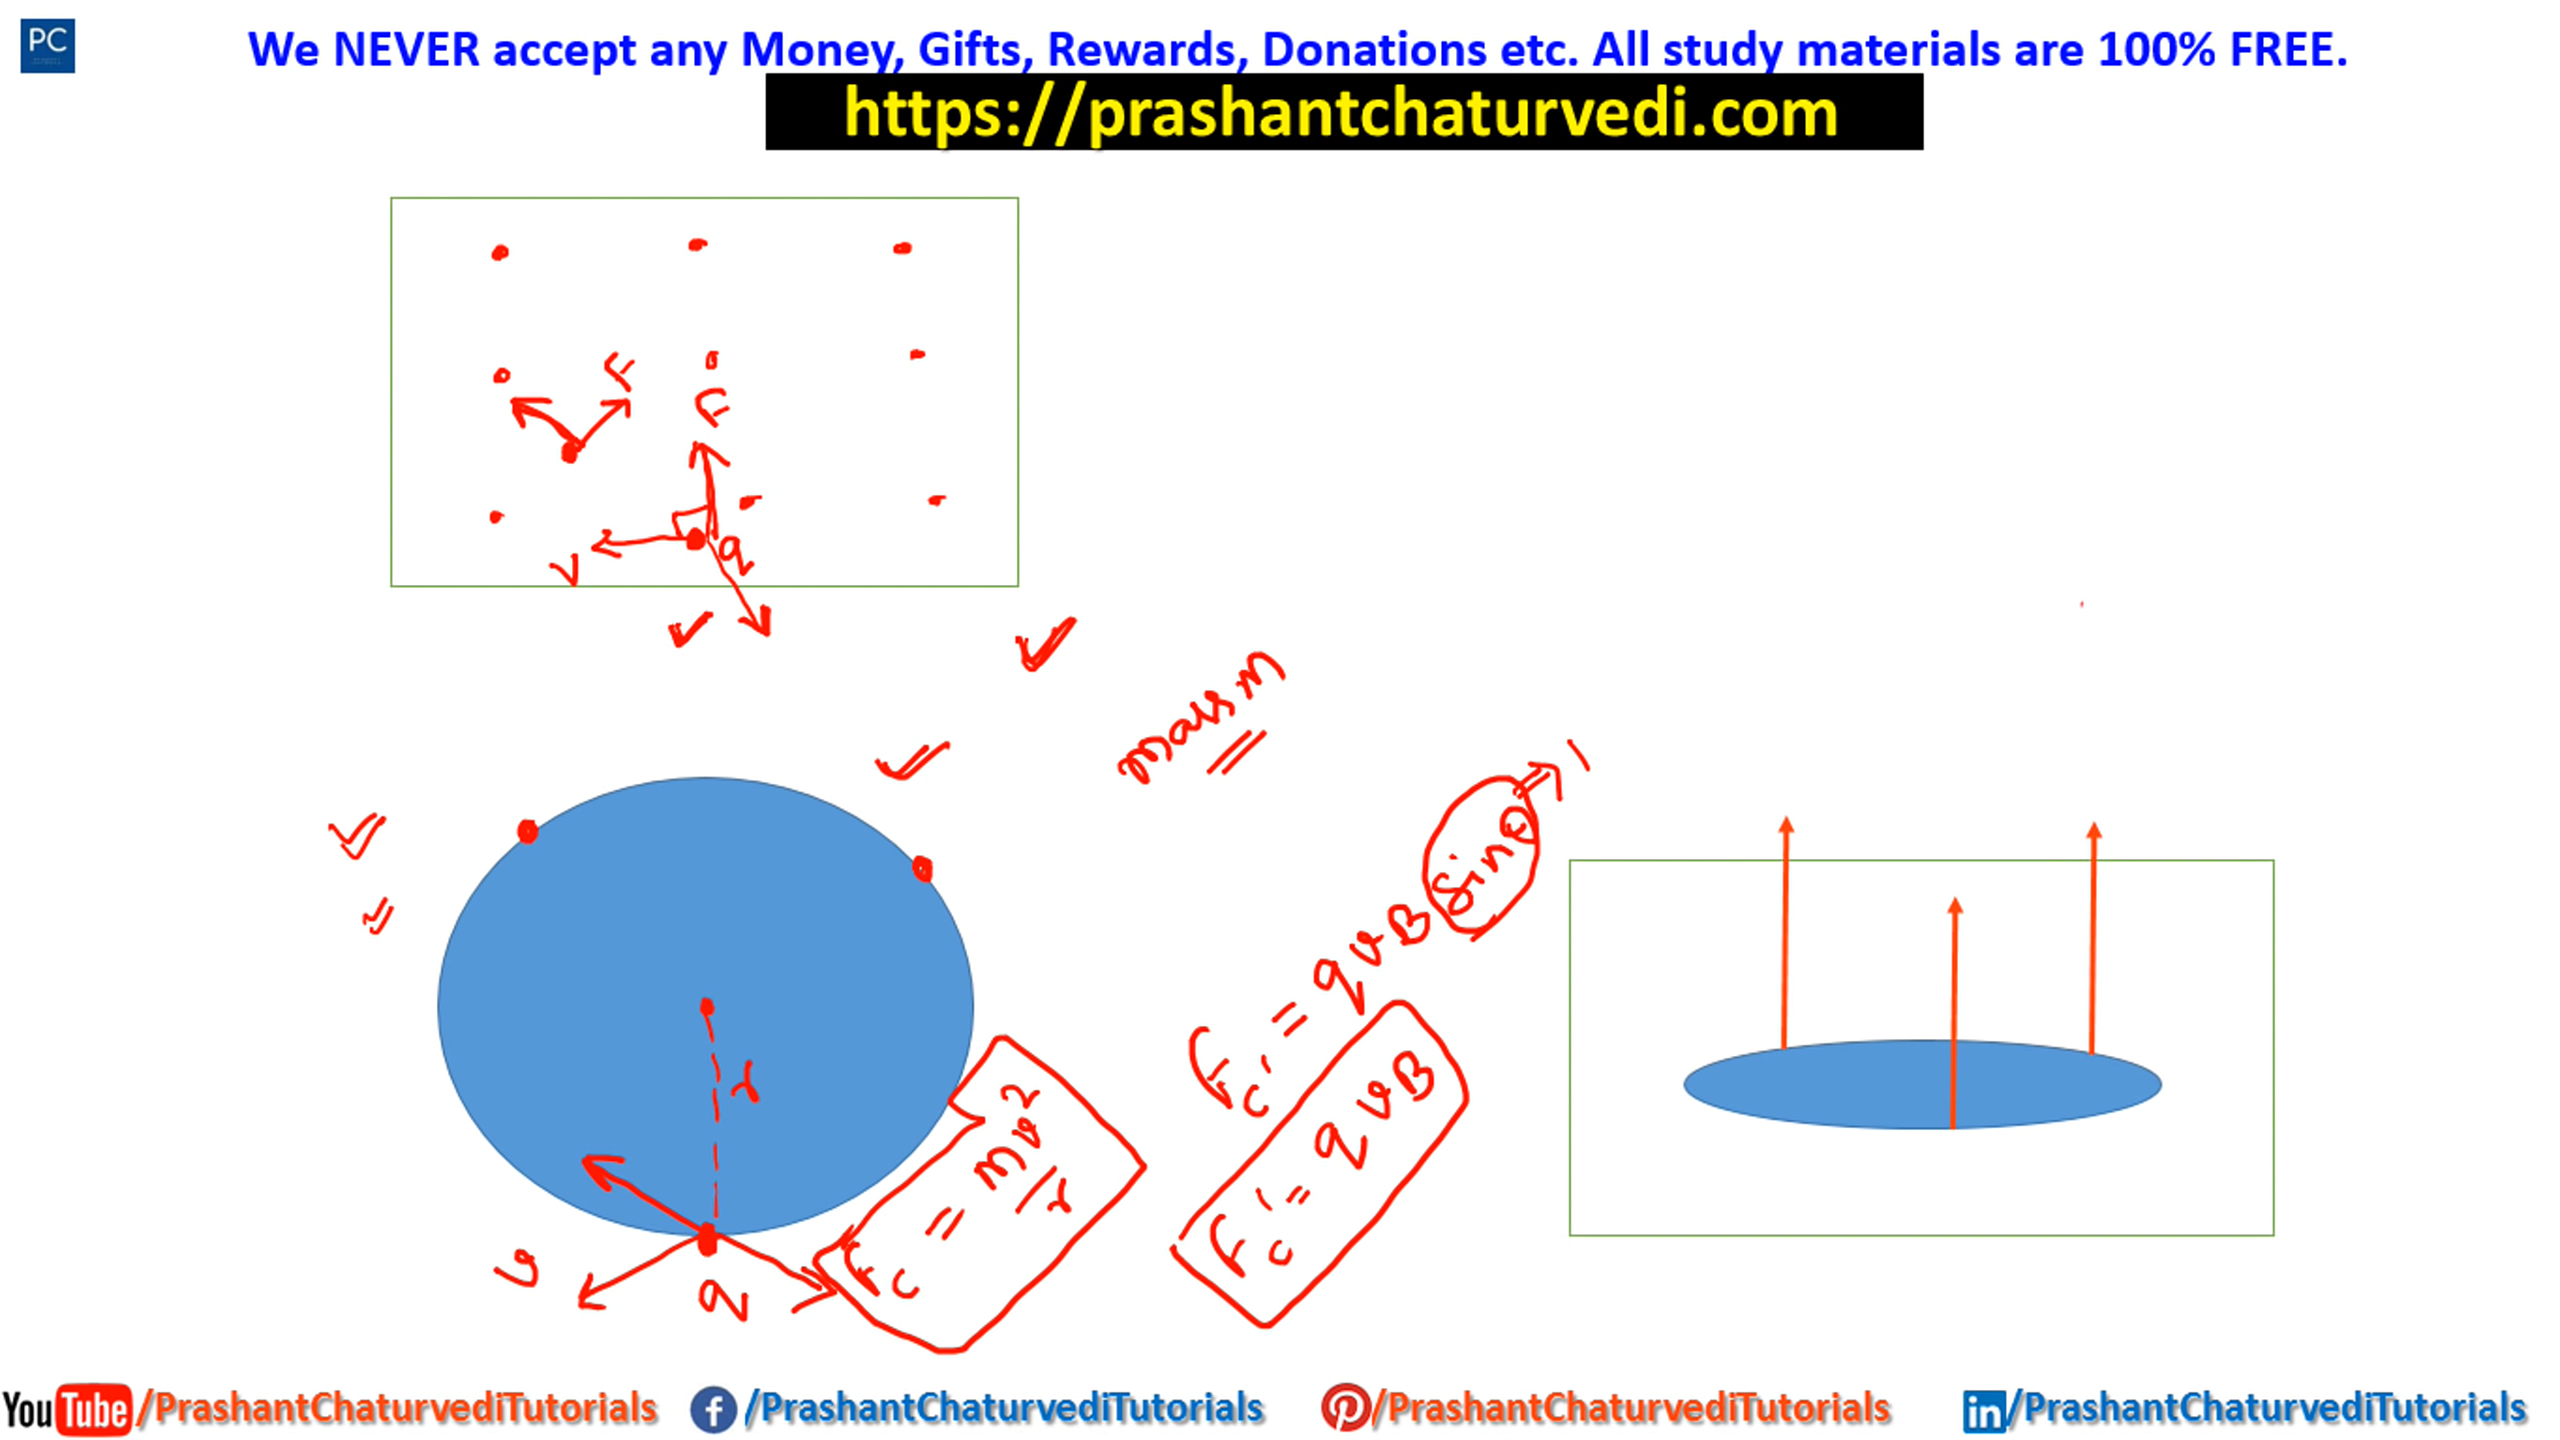 PC
We NEVER accept any Money, Gifts, Rewards, Donations etc. All study materials are 100% FREE.
https://prashantchaturvedi.com
F
F
V
q
mass m
Fc' = qvB Sinθ → 1
Fc' = qvB
Fc = mv²/r
r
v
q
YouTube/PrashantChaturvediTutorials
f/PrashantChaturvediTutorials
/PrashantChaturvediTutorials
in/PrashantChaturvediTutorials